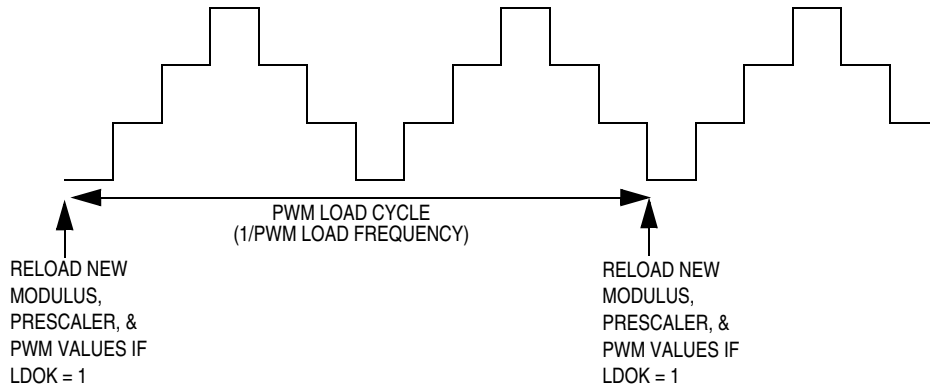 PWM LOAD CYCLE
(1/PWM LOAD FREQUENCY)
RELOAD NEW
MODULUS,
PRESCALER, &
PWM VALUES IF
LDOK = 1
RELOAD NEW
MODULUS,
PRESCALER, &
PWM VALUES IF
LDOK = 1